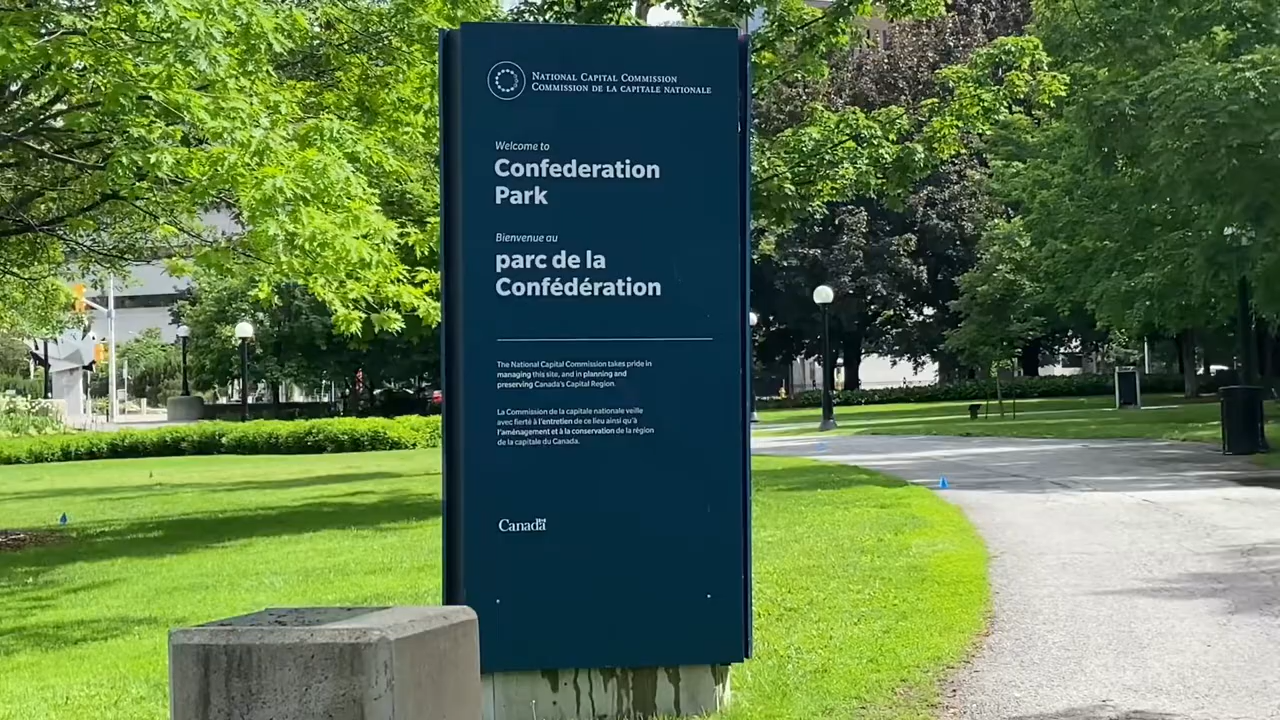 National Capital Commission
Commission de la capitale nationale
Welcome to
Confederation
Park
Bienvenue au
parc de la
Confédération
The National Capital Commission takes pride in
managing this site, and in planning and
preserving Canada's Capital Region.
La Commission de la capitale nationale veille
avec fierté à l'entretien de ce lieu ainsi qu'à
l'aménagement et à la conservation de la région
de la capitale du Canada.
Canada